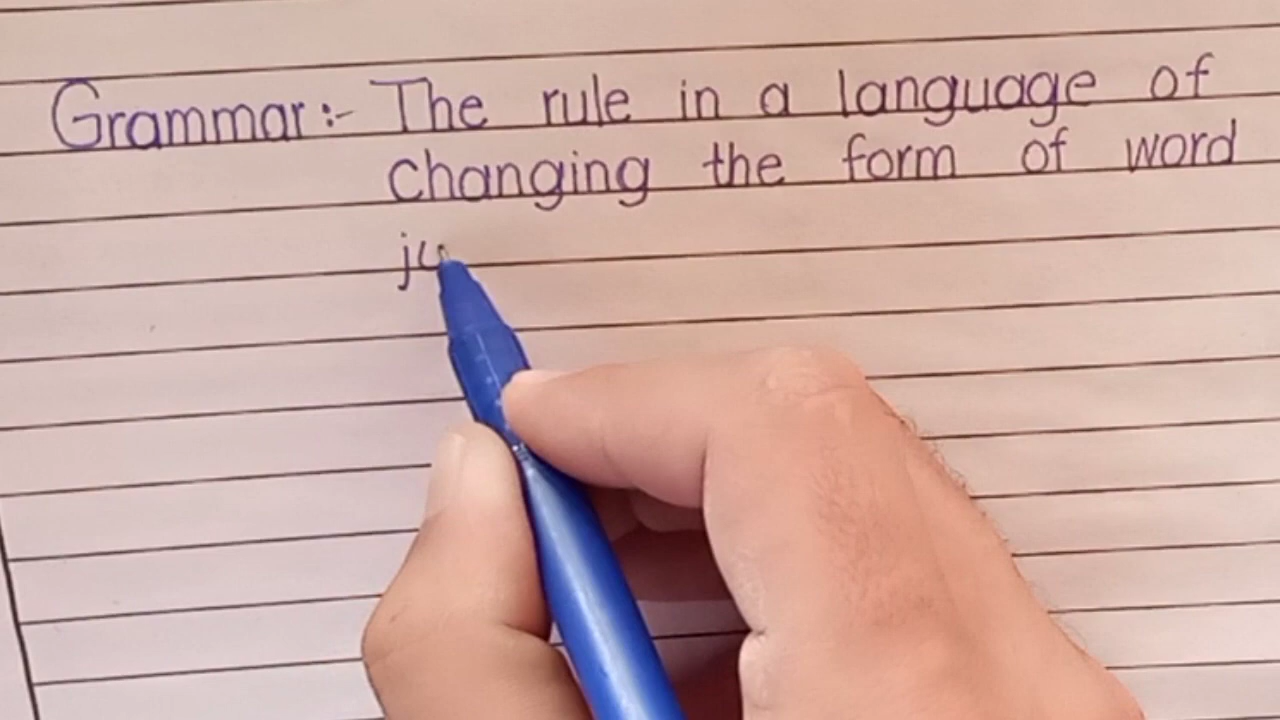 Grammar:- The rule in a language of
changing the form of word